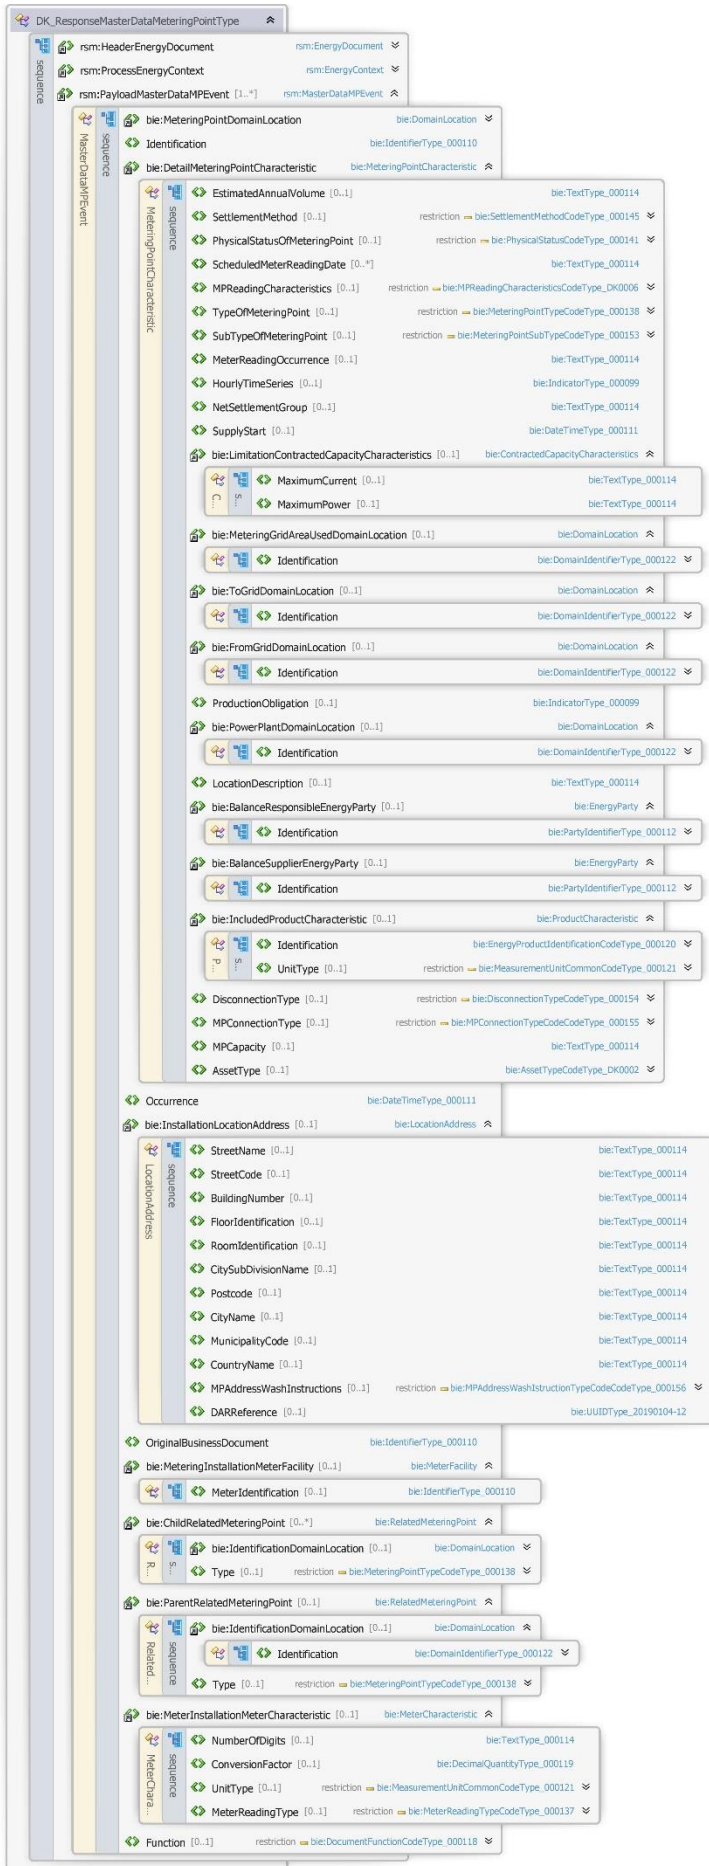 DK_ResponseMasterDataMeteringPointType
sequence
rsm:HeaderEnergyDocument rsm:EnergyDocument
rsm:ProcessEnergyContext rsm:EnergyContext
rsm:PayloadMasterDataMPEvent [1..*] rsm:MasterDataMPEvent
MasterDataMPEvent
sequence
bie:MeteringPointDomainLocation bie:DomainLocation
Identification bie:IdentifierType_000110
bie:DetailMeteringPointCharacteristic bie:MeteringPointCharacteristic
MeteringPointCharacteristic
sequence
EstimatedAnnualVolume [0..1] bie:TextType_000114
SettlementMethod [0..1] restriction bie:SettlementMethodCodeType_000145
PhysicalStatusOfMeteringPoint [0..1] restriction bie:PhysicalStatusCodeType_000141
ScheduledMeterReadingDate [0..*] bie:TextType_000114
MPReadingCharacteristics [0..1] restriction bie:MPReadingCharacteristicsCodeType_DK0006
TypeOfMeteringPoint [0..1] restriction bie:MeteringPointTypeCodeType_000138
SubTypeOfMeteringPoint [0..1] restriction bie:MeteringPointSubTypeCodeType_000153
MeterReadingOccurrence [0..1] bie:TextType_000114
HourlyTimeSeries [0..1] bie:IndicatorType_000099
NetSettlementGroup [0..1] bie:TextType_000114
SupplyStart [0..1] bie:DateTimeType_000111
bie:LimitationContractedCapacityCharacteristics [0..1] bie:ContractedCapacityCharacteristics
C...
S...
MaximumCurrent [0..1] bie:TextType_000114
MaximumPower [0..1] bie:TextType_000114
bie:MeteringGridAreaUsedDomainLocation [0..1] bie:DomainLocation
Identification bie:DomainIdentifierType_000122
bie:ToGridDomainLocation [0..1] bie:DomainLocation
Identification bie:DomainIdentifierType_000122
bie:FromGridDomainLocation [0..1] bie:DomainLocation
Identification bie:DomainIdentifierType_000122
ProductionObligation [0..1] bie:IndicatorType_000099
bie:PowerPlantDomainLocation [0..1] bie:DomainLocation
Identification bie:DomainIdentifierType_000122
LocationDescription [0..1] bie:TextType_000114
bie:BalanceResponsibleEnergyParty [0..1] bie:EnergyParty
Identification bie:PartyIdentifierType_000112
bie:BalanceSupplierEnergyParty [0..1] bie:EnergyParty
Identification bie:PartyIdentifierType_000112
bie:IncludedProductCharacteristic [0..1] bie:ProductCharacteristic
P...
S...
Identification bie:EnergyProductIdentificationCodeType_000120
UnitType [0..1] restriction bie:MeasurementUnitCommonCodeType_000121
DisconnectionType [0..1] restriction bie:DisconnectionTypeCodeType_000154
MPConnectionType [0..1] restriction bie:MPConnectionTypeCodeCodeType_000155
MPCapacity [0..1] bie:TextType_000114
AssetType [0..1] bie:AssetTypeCodeType_DK0002
Occurrence bie:DateTimeType_000111
bie:InstallationLocationAddress [0..1] bie:LocationAddress
LocationAddress
sequence
StreetName [0..1] bie:TextType_000114
StreetCode [0..1] bie:TextType_000114
BuildingNumber [0..1] bie:TextType_000114
FloorIdentification [0..1] bie:TextType_000114
RoomIdentification [0..1] bie:TextType_000114
CitySubDivisionName [0..1] bie:TextType_000114
Postcode [0..1] bie:TextType_000114
CityName [0..1] bie:TextType_000114
MunicipalityCode [0..1] bie:TextType_000114
CountryName [0..1] bie:TextType_000114
MPAddressWashInstructions [0..1] restriction bie:MPAddressWashIstructionTypeCodeCodeType_000156
DARReference [0..1] bie:UUIDType_20190104-12
OriginalBusinessDocument bie:IdentifierType_000110
bie:MeteringInstallationMeterFacility [0..1] bie:MeterFacility
MeterIdentification [0..1] bie:IdentifierType_000110
bie:ChildRelatedMeteringPoint [0..*] bie:RelatedMeteringPoint
R...
S...
bie:IdentificationDomainLocation [0..1] bie:DomainLocation
Type [0..1] restriction bie:MeteringPointTypeCodeType_000138
bie:ParentRelatedMeteringPoint [0..1] bie:RelatedMeteringPoint
Related...
sequence
bie:IdentificationDomainLocation [0..1] bie:DomainLocation
Identification bie:DomainIdentifierType_000122
Type [0..1] restriction bie:MeteringPointTypeCodeType_000138
bie:MeterInstallationMeterCharacteristic [0..1] bie:MeterCharacteristic
MeterChara...
sequence
NumberOfDigits [0..1] bie:TextType_000114
ConversionFactor [0..1] bie:DecimalQuantityType_000119
UnitType [0..1] restriction bie:MeasurementUnitCommonCodeType_000121
MeterReadingType [0..1] restriction bie:MeterReadingTypeCodeType_000137
Function [0..1] restriction bie:DocumentFunctionCodeType_000118